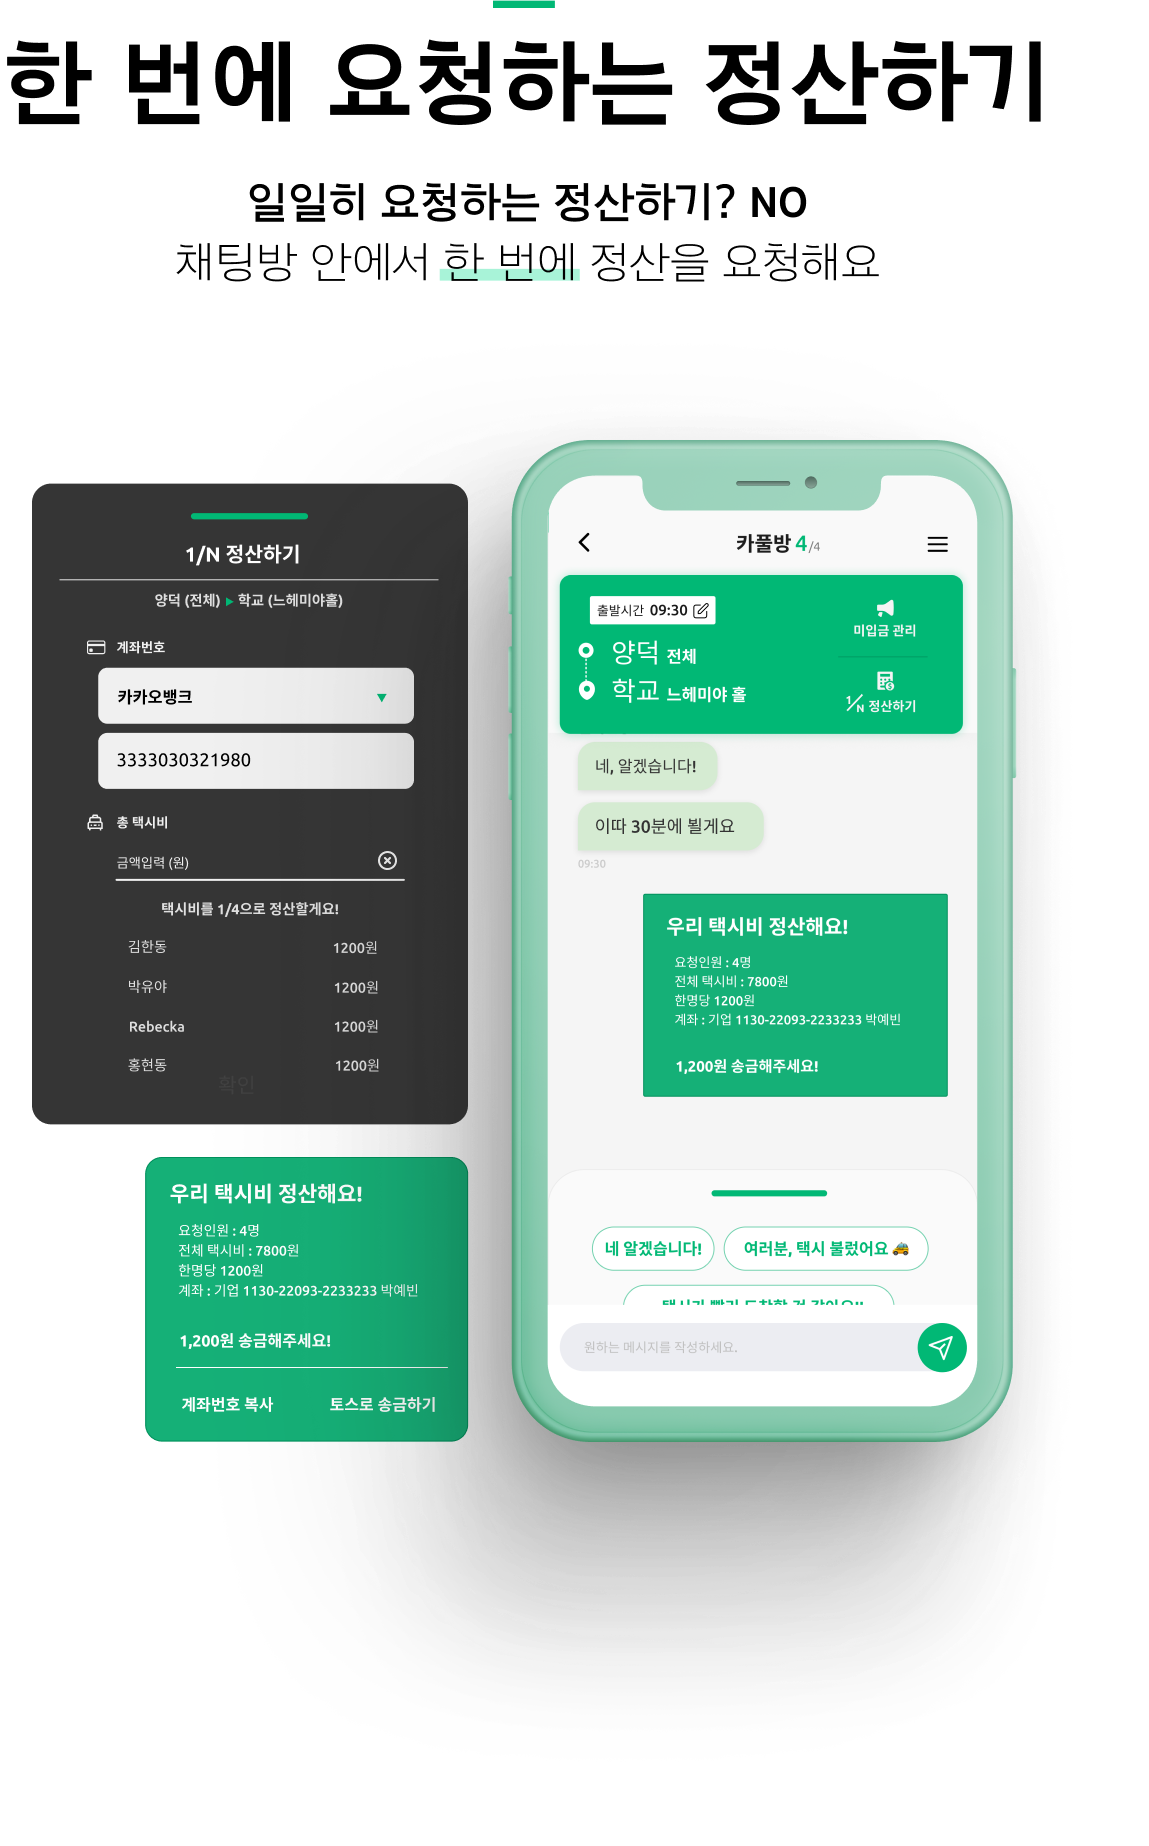 한 번에 요청하는 정산하기
일일히 요청하는 정산하기? NO
채팅방 안에서 한 번에 정산을 요청해요
1/N 정산하기
양덕 (전체) ▶ 학교 (느헤미야홀)
계좌번호
카카오뱅크
3333030321980
총 택시비
금액입력 (원)
택시비를 1/4으로 정산할게요!
김한동 1200원
박유야 1200원
Rebecka 1200원
홍현동 1200원
확인
우리 택시비 정산해요!
요청인원 : 4명
전체 택시비 : 7800원
한명당 1200원
계좌 : 기업 1130-22093-2233233 박예빈
1,200원 송금해주세요!
계좌번호 복사 토스로 송금하기
카풀방 4/4
출발시간 09:30
양덕 전체
학교 느헤미야 홀
미입금 관리
1/N 정산하기
네, 알겠습니다!
이따 30분에 뵐게요
09:30
우리 택시비 정산해요!
요청인원 : 4명
전체 택시비 : 7800원
한명당 1200원
계좌 : 기업 1130-22093-2233233 박예빈
1,200원 송금해주세요!
네 알겠습니다! 여러분, 택시 불렀어요 🚕
원하는 메시지를 작성하세요.